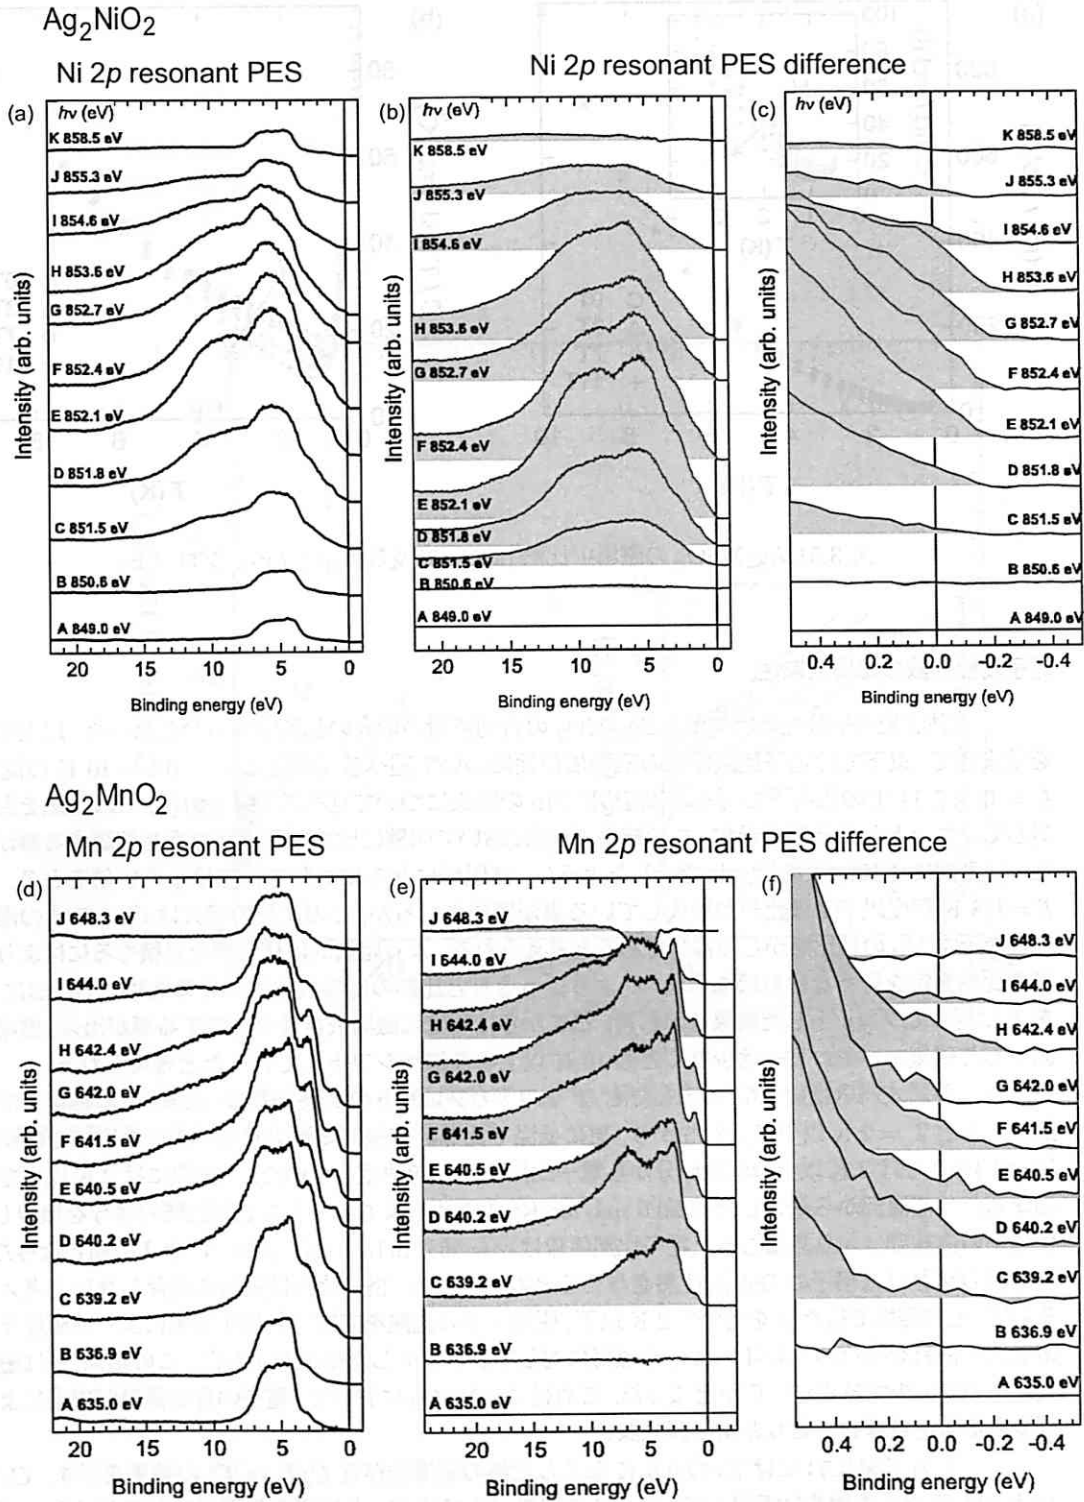 Ag2NiO2
Ni 2p resonant PES
Ni 2p resonant PES difference
(a)
hν (eV)
K 858.5 eV
J 855.3 eV
I 854.6 eV
H 853.6 eV
G 852.7 eV
F 852.4 eV
E 852.1 eV
D 851.8 eV
C 851.5 eV
B 850.6 eV
A 849.0 eV
Intensity (arb. units)
20 15 10 5 0
Binding energy (eV)
(b)
hν (eV)
K 858.5 eV
J 855.3 eV
I 854.6 eV
H 853.6 eV
G 852.7 eV
F 852.4 eV
E 852.1 eV
D 851.8 eV
C 851.5 eV
B 850.6 eV
A 849.0 eV
Intensity (arb. units)
20 15 10 5 0
Binding energy (eV)
(c)
hν (eV)
K 858.5 eV
J 855.3 eV
I 854.6 eV
H 853.6 eV
G 852.7 eV
F 852.4 eV
E 852.1 eV
D 851.8 eV
C 851.5 eV
B 850.6 eV
A 849.0 eV
0.4 0.2 0.0 -0.2 -0.4
Binding energy (eV)
Ag2MnO2
Mn 2p resonant PES
Mn 2p resonant PES difference
(d)
J 648.3 eV
I 644.0 eV
H 642.4 eV
G 642.0 eV
F 641.5 eV
E 640.5 eV
D 640.2 eV
C 639.2 eV
B 636.9 eV
A 635.0 eV
Intensity (arb. units)
20 15 10 5 0
Binding energy (eV)
(e)
J 648.3 eV
I 644.0 eV
H 642.4 eV
G 642.0 eV
F 641.5 eV
E 640.5 eV
D 640.2 eV
C 639.2 eV
B 636.9 eV
A 635.0 eV
Intensity (arb. units)
20 15 10 5 0
Binding energy (eV)
(f)
J 648.3 eV
I 644.0 eV
H 642.4 eV
G 642.0 eV
F 641.5 eV
E 640.5 eV
D 640.2 eV
C 639.2 eV
B 636.9 eV
A 635.0 eV
0.4 0.2 0.0 -0.2 -0.4
Binding energy (eV)